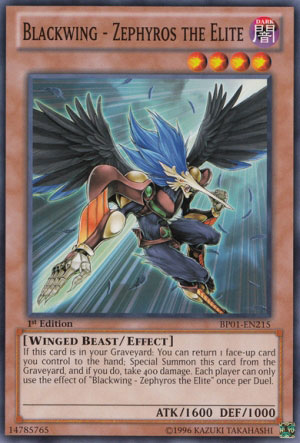 BLACKWING - ZEPHYROS THE ELITE
DARK
闇
1st Edition
BP01-EN215
[WINGED BEAST/EFFECT]
If this card is in your Graveyard: You can return 1 face-up card
you control to the hand; Special Summon this card from the
Graveyard, and if you do, take 400 damage. Each player can only
use the effect of "Blackwing - Zephyros the Elite" once per Duel.
ATK/1600 DEF/1000
14785765
©1996 KAZUKI TAKAHASHI